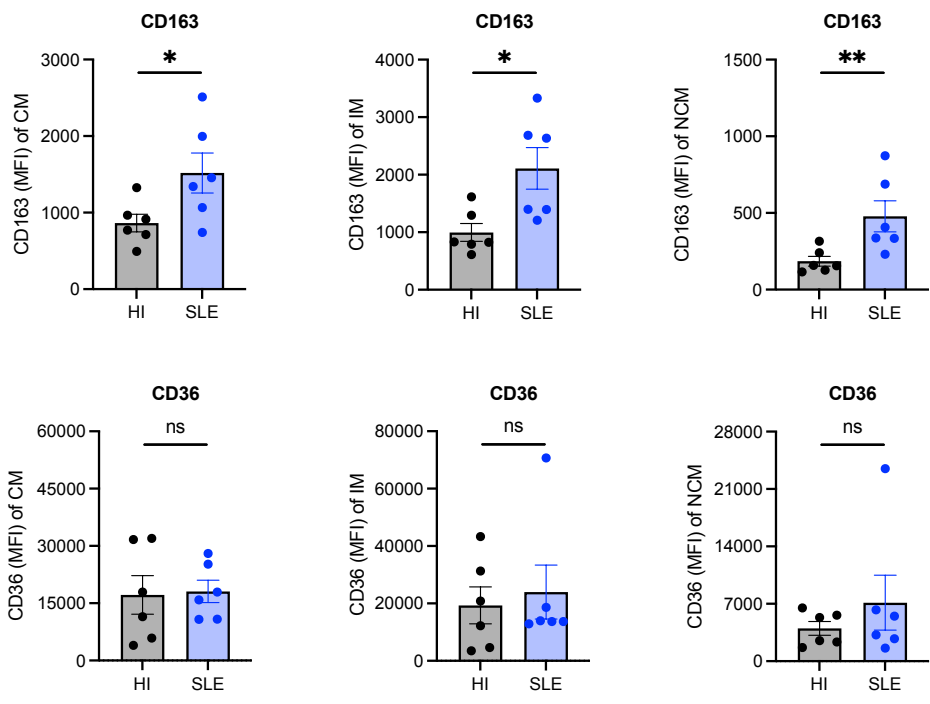 CD163
CD163 (MFI) of CM
3000
2000
1000
0
*
HI SLE
CD163
CD163 (MFI) of IM
4000
3000
2000
1000
0
*
HI SLE
CD163
CD163 (MFI) of NCM
1500
1000
500
0
**
HI SLE
CD36
CD36 (MFI) of CM
60000
45000
30000
15000
0
ns
HI SLE
CD36
CD36 (MFI) of IM
80000
60000
40000
20000
0
ns
HI SLE
CD36
CD36 (MFI) of NCM
28000
21000
14000
7000
0
ns
HI SLE